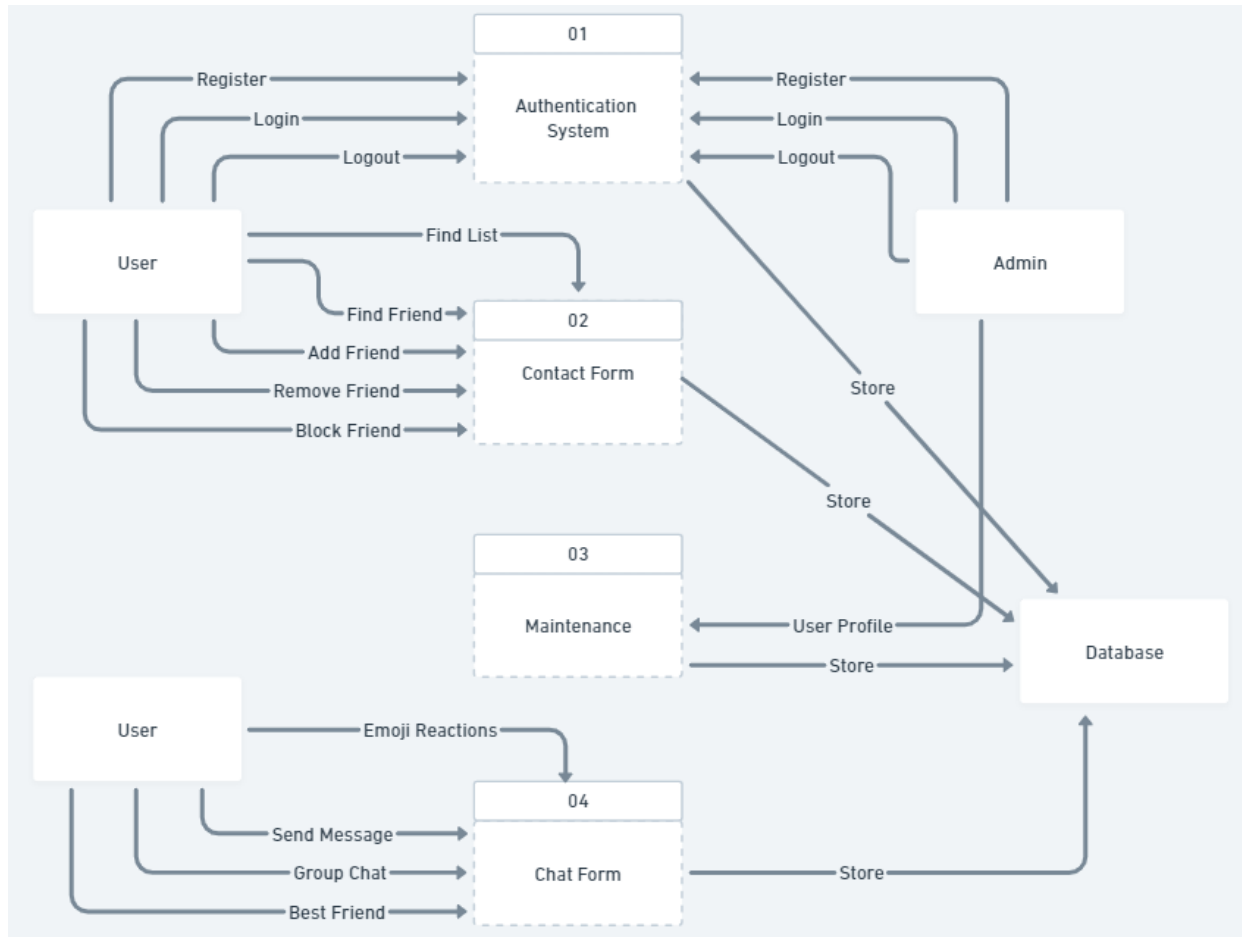 01
Register
Register
Authentication
System
Login
Login
Logout
Logout
User
Find List
Admin
Find Friend
02
Add Friend
Contact Form
Remove Friend
Store
Block Friend
Store
03
Maintenance
User Profile
Database
Store
User
Emoji Reactions
04
Send Message
Group Chat
Chat Form
Store
Best Friend